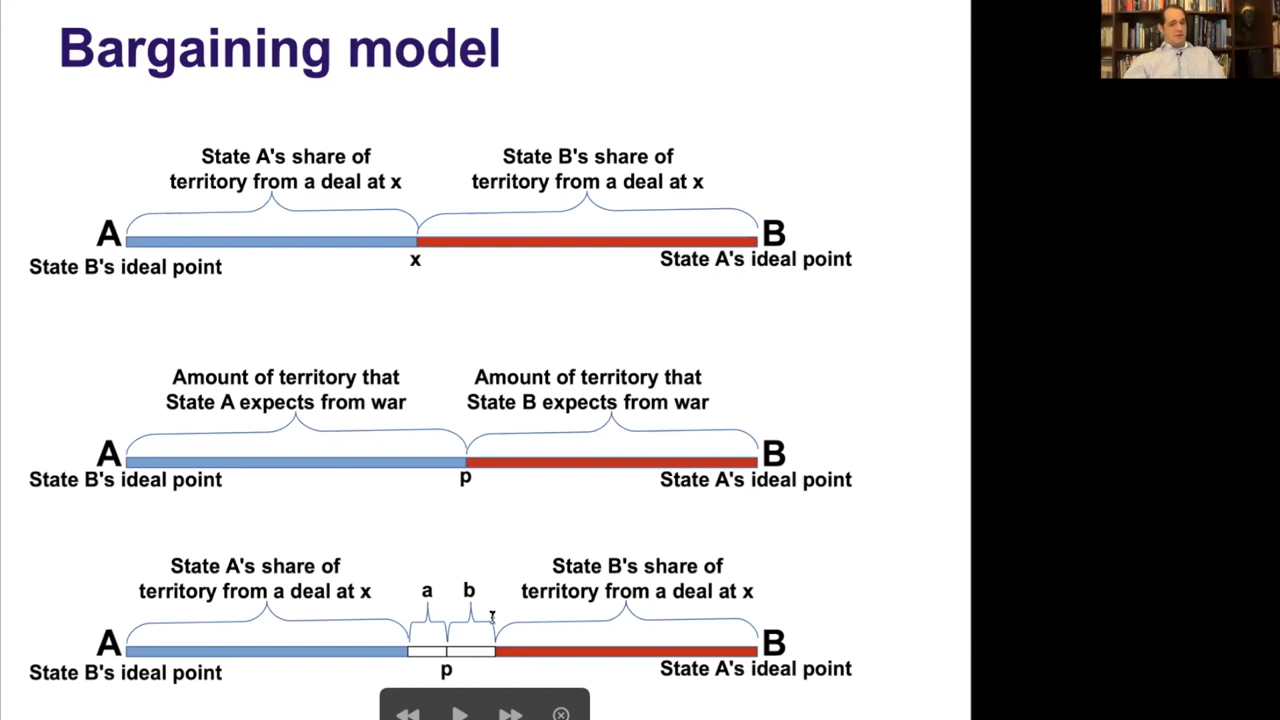 Bargaining model
State A's share of
territory from a deal at x
State B's share of
territory from a deal at x
A
B
State B's ideal point
x
State A's ideal point
Amount of territory that
State A expects from war
Amount of territory that
State B expects from war
A
B
State B's ideal point
p
State A's ideal point
State A's share of
territory from a deal at x
a
b
State B's share of
territory from a deal at x
A
B
State B's ideal point
p
State A's ideal point